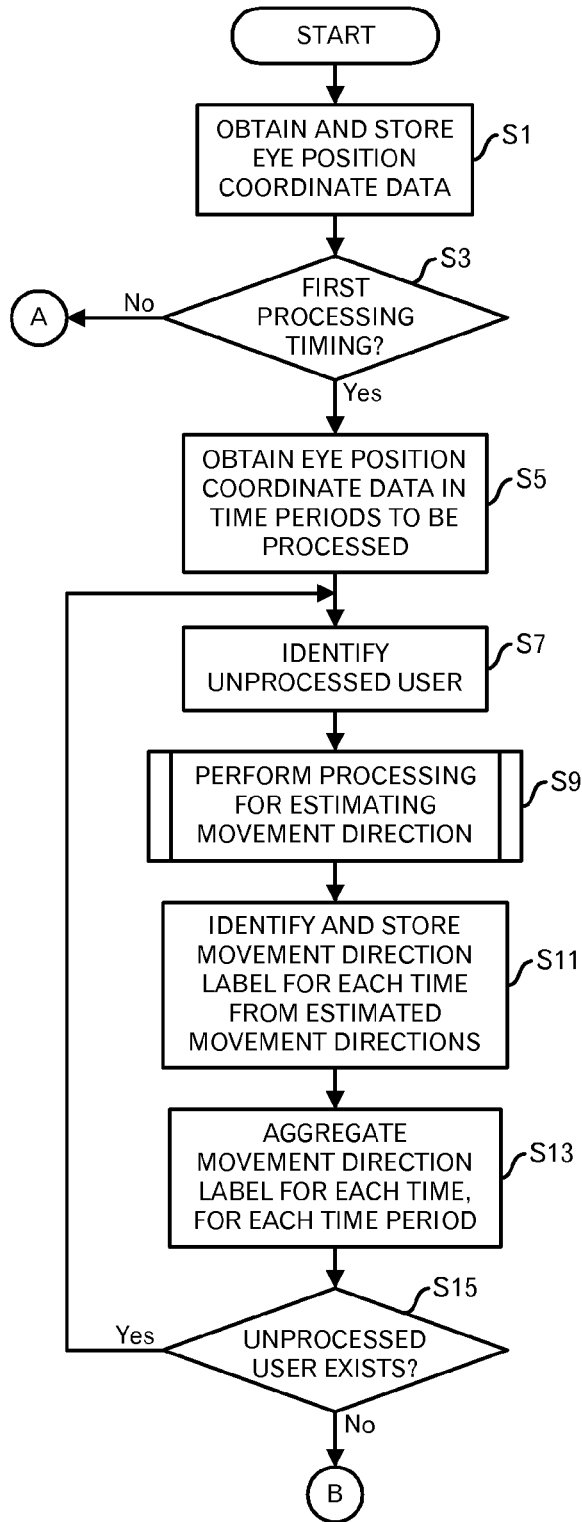 START
OBTAIN AND STORE
EYE POSITION
COORDINATE DATA
S1
FIRST
PROCESSING
TIMING?
S3
No
A
Yes
OBTAIN EYE POSITION
COORDINATE DATA IN
TIME PERIODS TO BE
PROCESSED
S5
IDENTIFY
UNPROCESSED USER
S7
PERFORM PROCESSING
FOR ESTIMATING
MOVEMENT DIRECTION
S9
IDENTIFY AND STORE
MOVEMENT DIRECTION
LABEL FOR EACH TIME
FROM ESTIMATED
MOVEMENT DIRECTIONS
S11
AGGREGATE
MOVEMENT DIRECTION
LABEL FOR EACH TIME,
FOR EACH TIME PERIOD
S13
S15
Yes
UNPROCESSED
USER EXISTS?
No
B